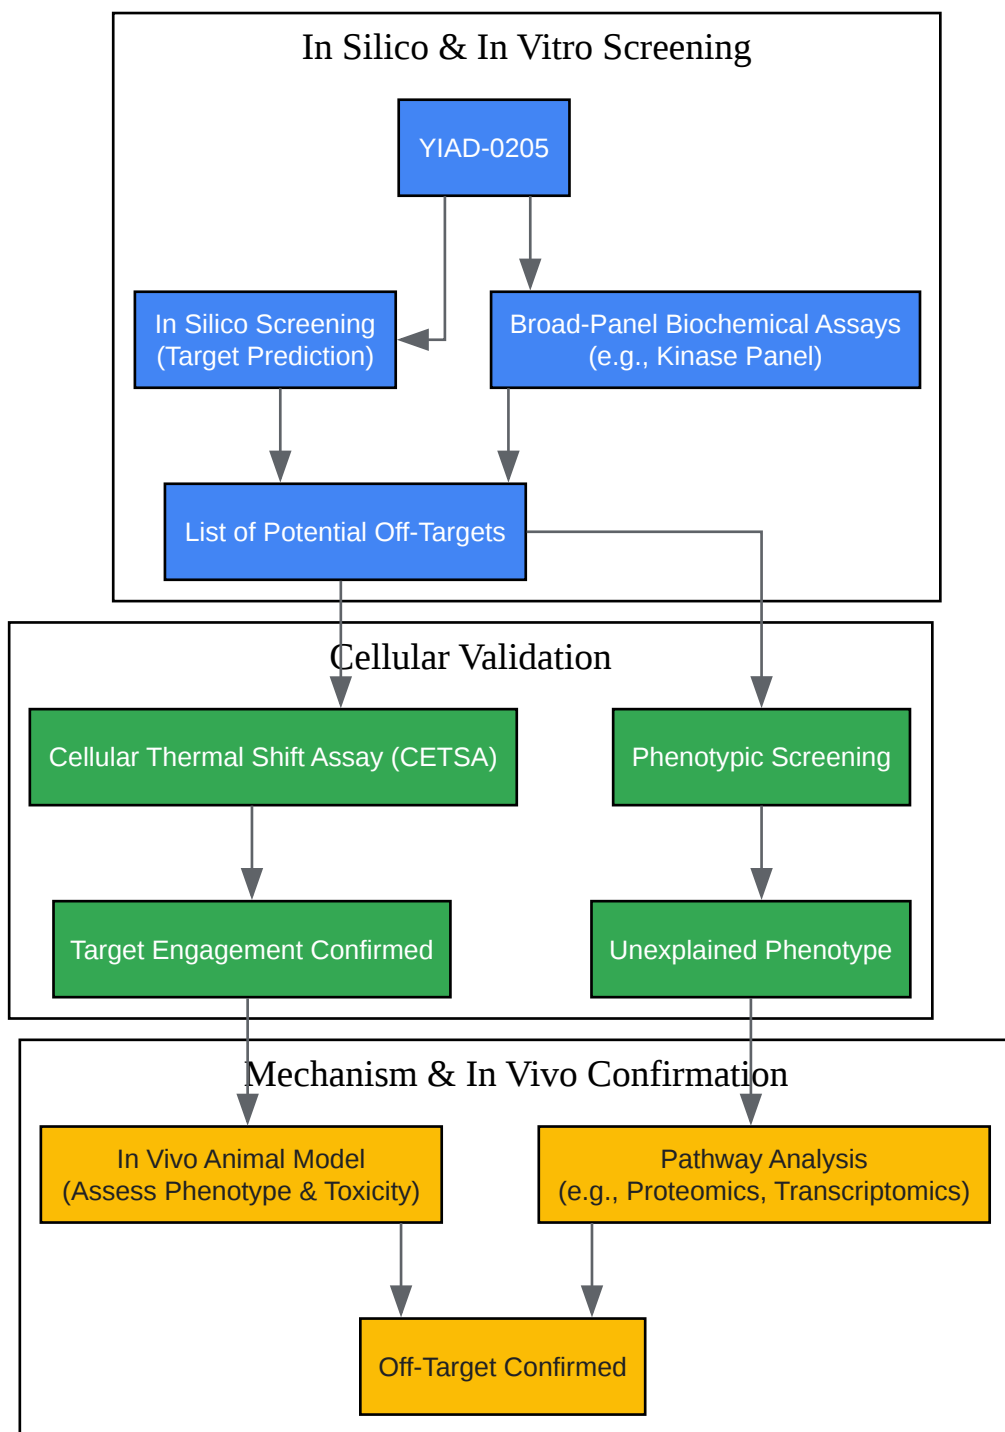 In Silico & In Vitro Screening
YIAD-0205
In Silico Screening
(Target Prediction)
Broad-Panel Biochemical Assays
(e.g., Kinase Panel)
List of Potential Off-Targets
Cellular Validation
Cellular Thermal Shift Assay (CETSA)
Phenotypic Screening
Target Engagement Confirmed
Unexplained Phenotype
Mechanism & In Vivo Confirmation
In Vivo Animal Model
(Assess Phenotype & Toxicity)
Pathway Analysis
(e.g., Proteomics, Transcriptomics)
Off-Target Confirmed